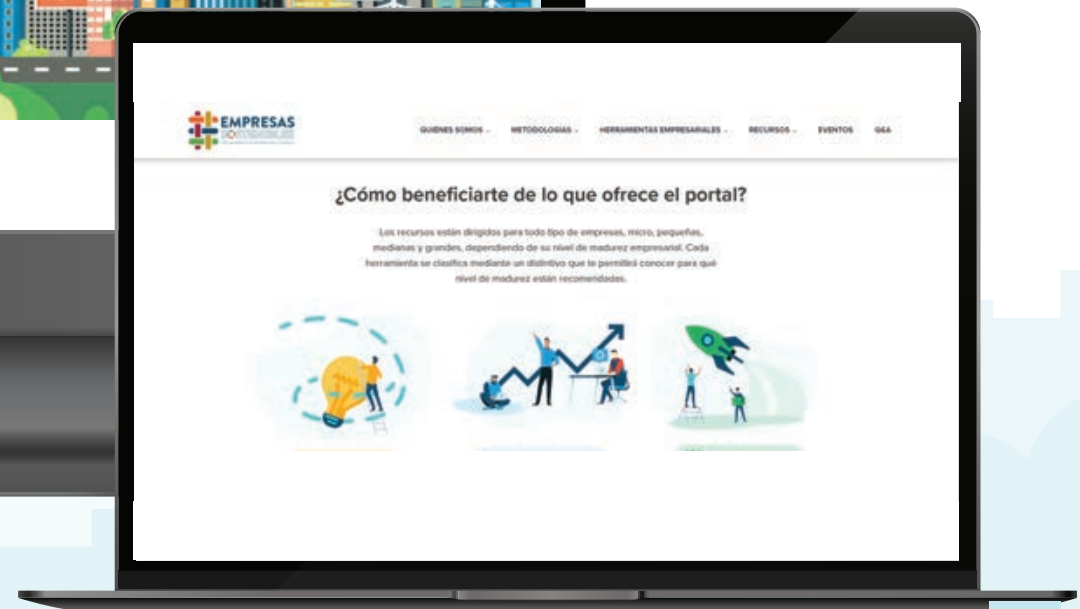 EMPRESAS
SOSTENIBLES
QUIÉNES SOMOS
METODOLOGÍAS
HERRAMIENTAS EMPRESARIALES
RECURSOS
EVENTOS
Q&A
¿Cómo beneficiarte de lo que ofrece el portal?
Los recursos están dirigidos para todo tipo de empresas, micro, pequeñas,
medianas y grandes, dependiendo de su nivel de madurez empresarial. Cada
herramienta se clasifica mediante un distintivo que te permitirá conocer para qué
nivel de madurez están recomendadas.